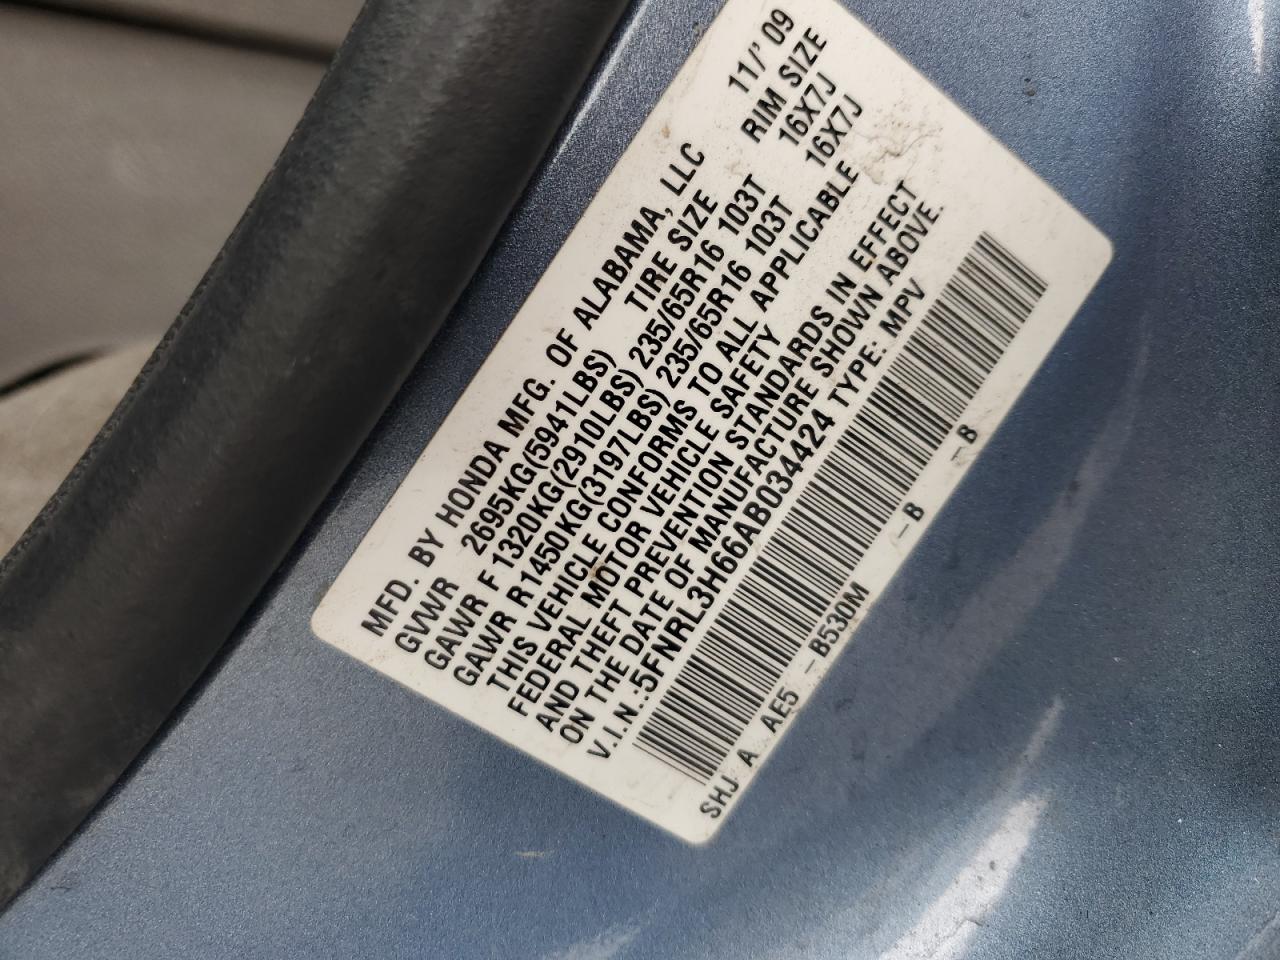 MFD. BY HONDA MFG. OF ALABAMA, LLC 11/'09
GVWR 2695KG(5941LBS) TIRE SIZE RIM SIZE
GAWR F1320KG(2910LBS) 235/65R16 103T 16X7J
GAWR R1450KG(3197LBS) 235/65R16 103T 16X7J
THIS VEHICLE CONFORMS TO ALL APPLICABLE
FEDERAL MOTOR VEHICLE SAFETY
AND THEFT PREVENTION STANDARDS IN EFFECT
ON THE DATE OF MANUFACTURE SHOWN ABOVE.
V.I.N.:5FNRL3H66AB034424 TYPE: MPV
SHJ A AE5 -B530M -B -B